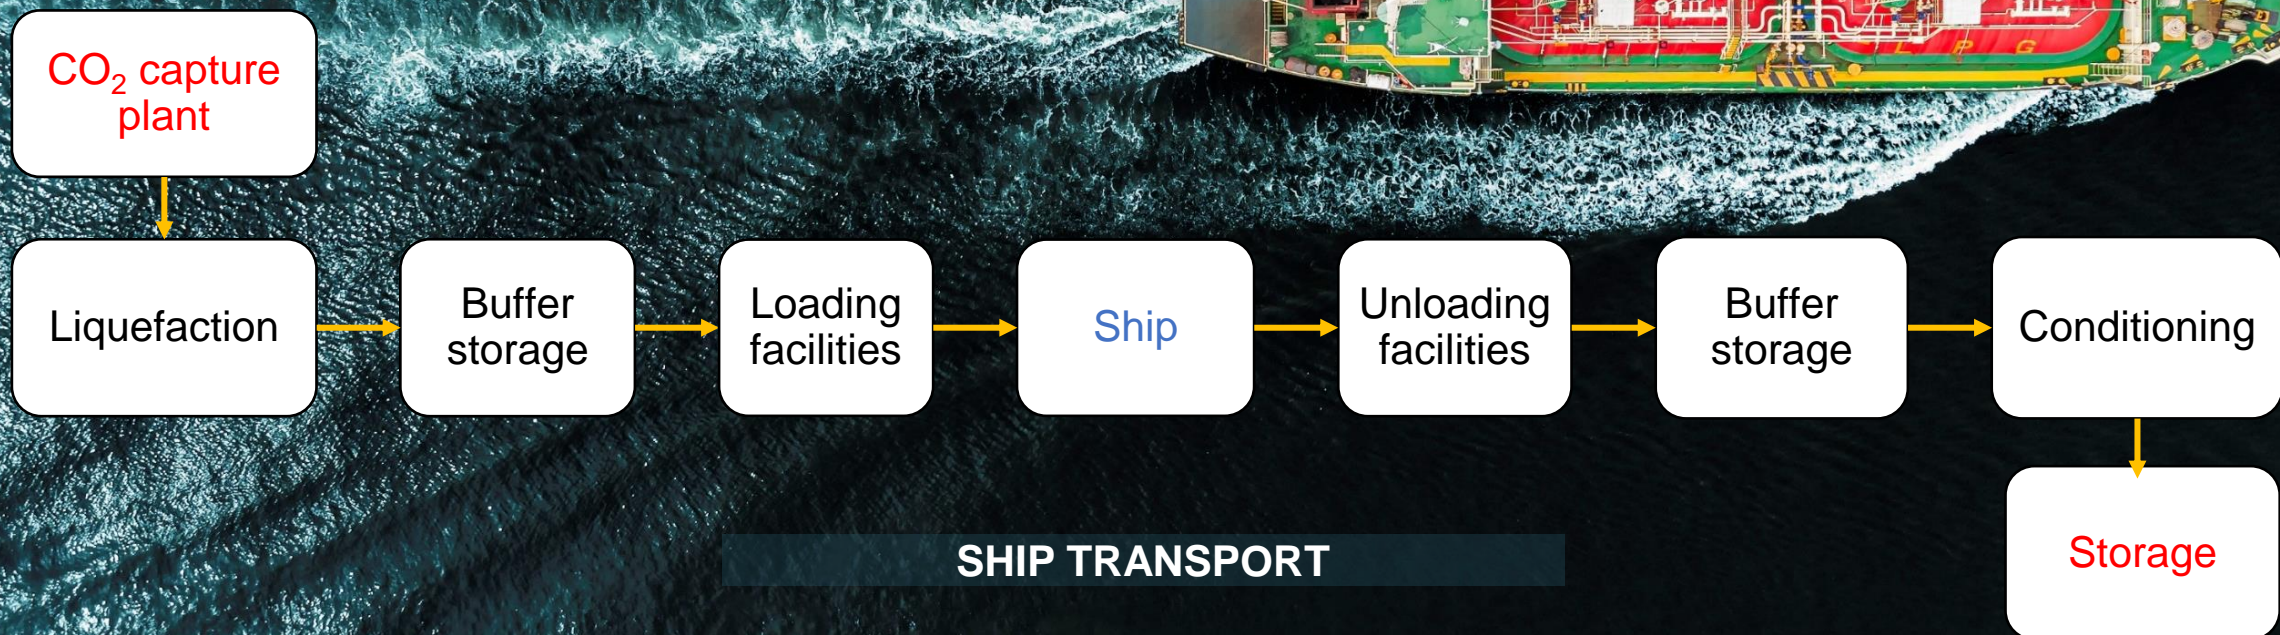 CO₂ capture
plant
Liquefaction
Buffer
storage
Loading
facilities
Ship
Unloading
facilities
Buffer
storage
Conditioning
Storage
SHIP TRANSPORT
L P G